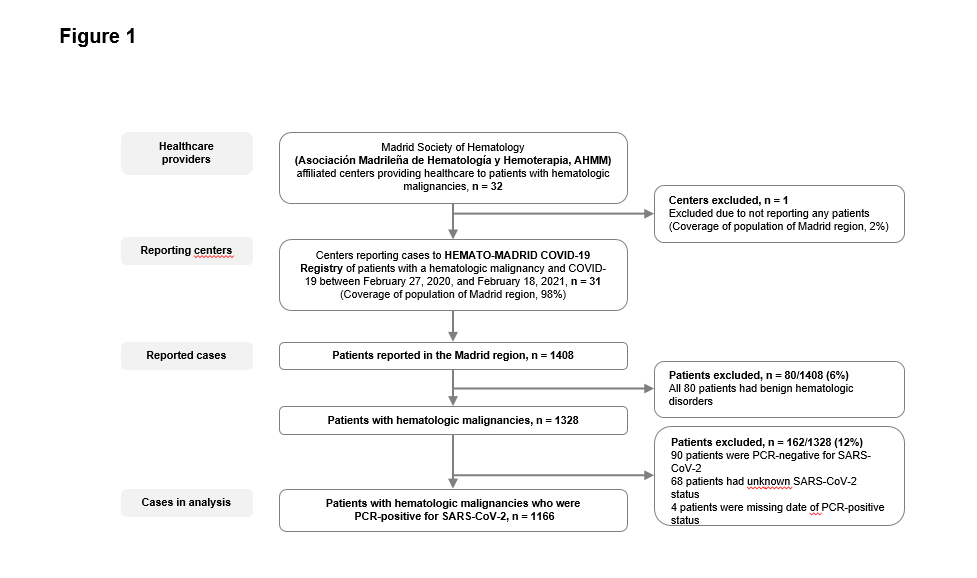 Figure 1
Healthcare
providers
Madrid Society of Hematology
(Asociación Madrileña de Hematología y Hemoterapia, AHMM)
affiliated centers providing healthcare to patients with hematologic
malignancies, n = 32
Centers excluded, n = 1
Excluded due to not reporting any patients
(Coverage of population of Madrid region, 2%)
Reporting centers
Centers reporting cases to HEMATO-MADRID COVID-19
Registry of patients with a hematologic malignancy and COVID-
19 between February 27, 2020, and February 18, 2021, n = 31
(Coverage of population of Madrid region, 98%)
Reported cases
Patients reported in the Madrid region, n = 1408
Patients excluded, n = 80/1408 (6%)
All 80 patients had benign hematologic
disorders
Patients with hematologic malignancies, n = 1328
Patients excluded, n = 162/1328 (12%)
90 patients were PCR-negative for SARS-
CoV-2
68 patients had unknown SARS-CoV-2
status
4 patients were missing date of PCR-positive
status
Cases in analysis
Patients with hematologic malignancies who were
PCR-positive for SARS-CoV-2, n = 1166